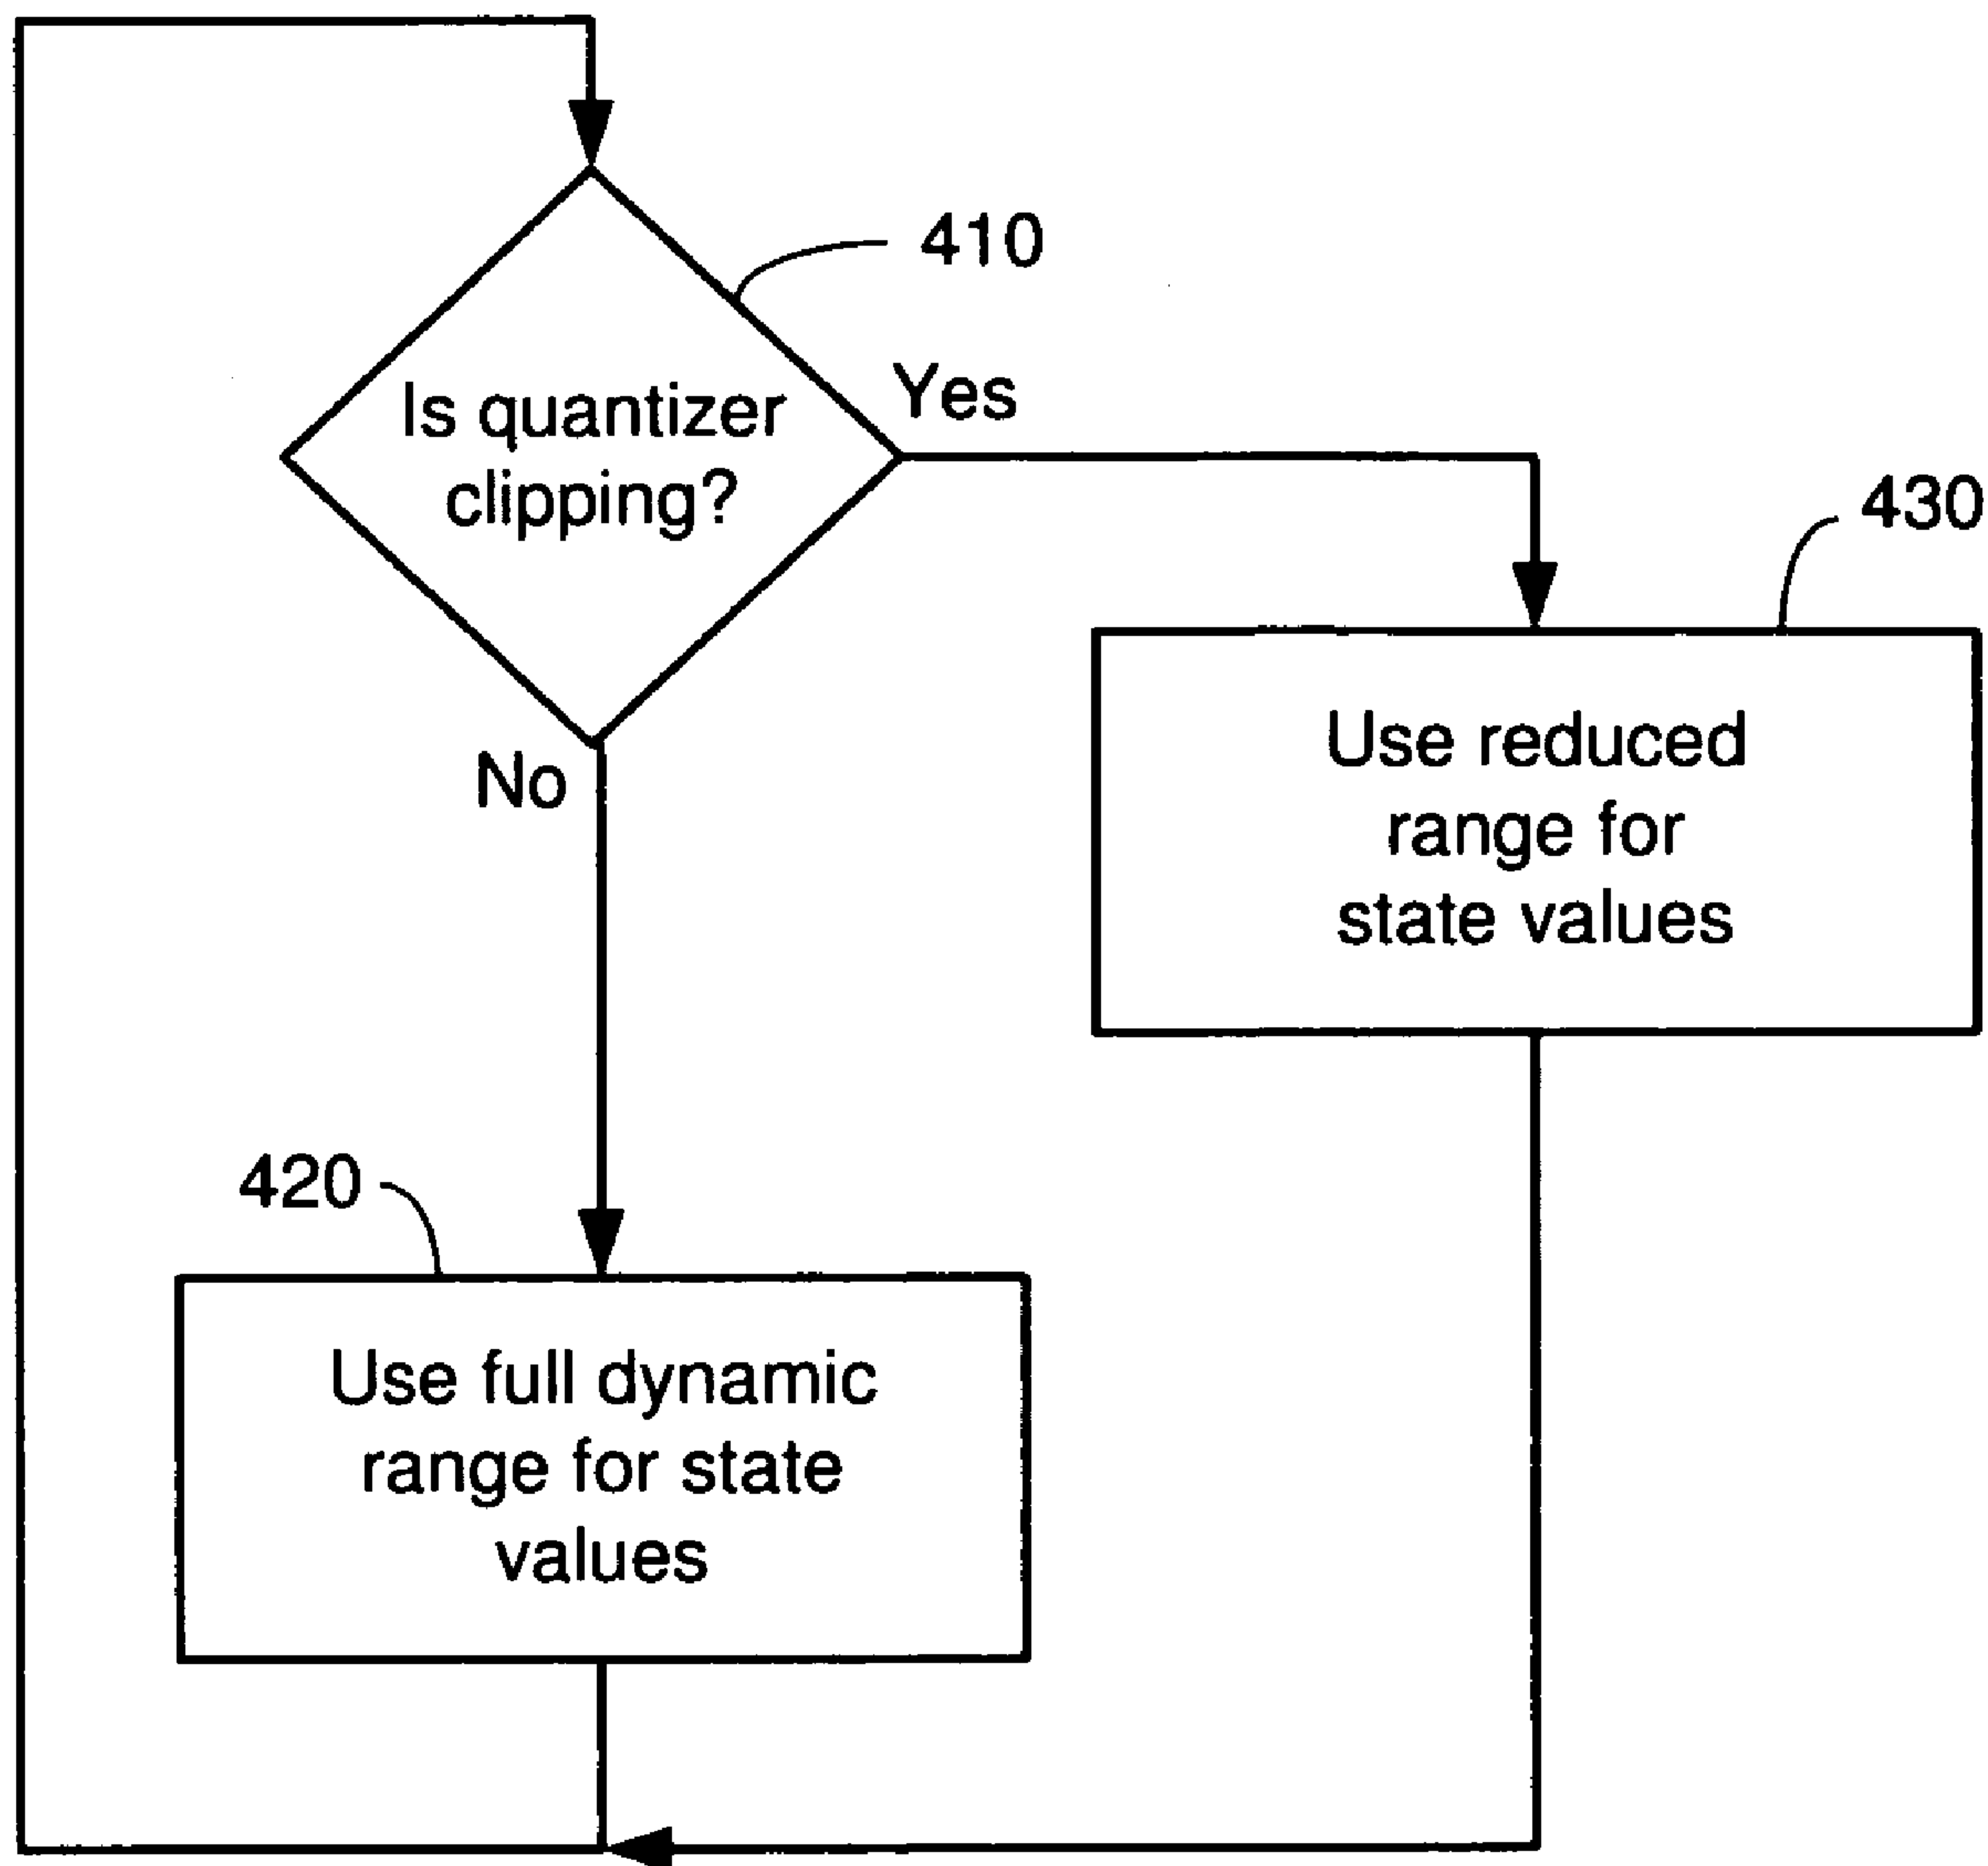 410
Is quantizer
clipping?
Yes
No
430
Use reduced
range for
state values
420
Use full dynamic
range for state
values